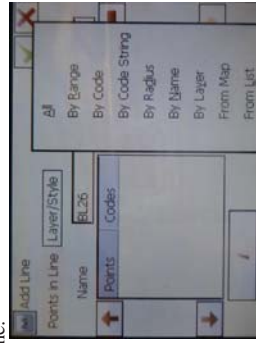 ne.
Add Line
Points in Line
Layer/Style
Name
BL26
Points
Codes
All
By Range
By Code
By Code String
By Radius
By Name
By Layer
From Map
From List